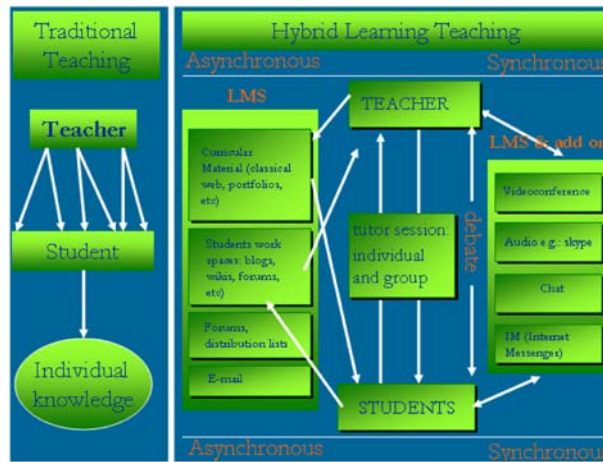 Traditional
Teaching
Teacher
Student
Individual
knowledge
Hybrid Learning Teaching
Asynchronous
Synchronous
LMS
Curricular
Material (classical
web, portfolios,
etc)
Students work
spaces: blogs,
wikis, forums,
etc)
Forums,
distribution lists
E-mail
TEACHER
tutor session:
individual
and group
debate
STUDENTS
LMS & add on
Videoconference
Audio e.g.: skype
Chat
IM (Internet
Messenger)
Asynchronous
Synchronous